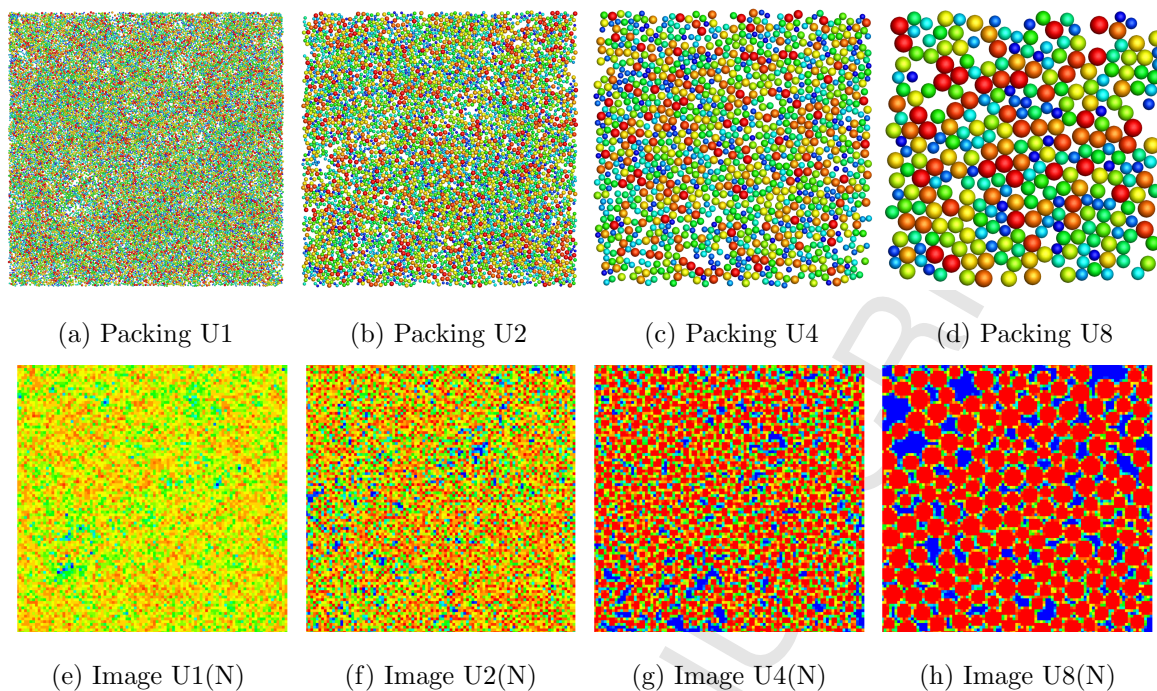 (a) Packing U1 (b) Packing U2 (c) Packing U4 (d) Packing U8
(e) Image U1(N) (f) Image U2(N) (g) Image U4(N) (h) Image U8(N)